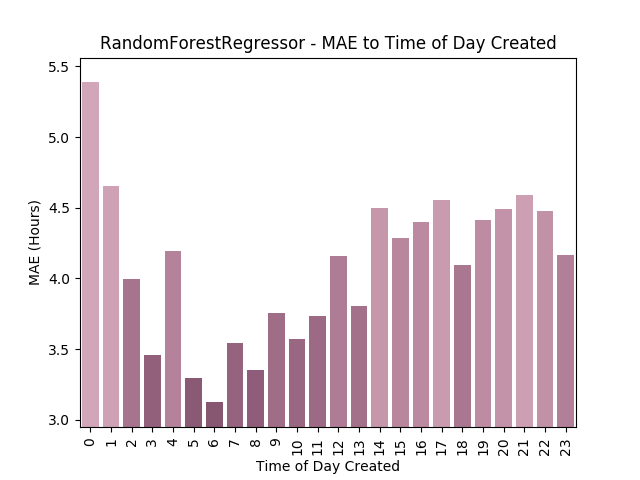 RandomForestRegressor - MAE to Time of Day Created
5.5
5.0
4.5
4.0
3.5
3.0
MAE (Hours)
0 1 2 3 4 5 6 7 8 9 10 11 12 13 14 15 16 17 18 19 20 21 22 23
Time of Day Created